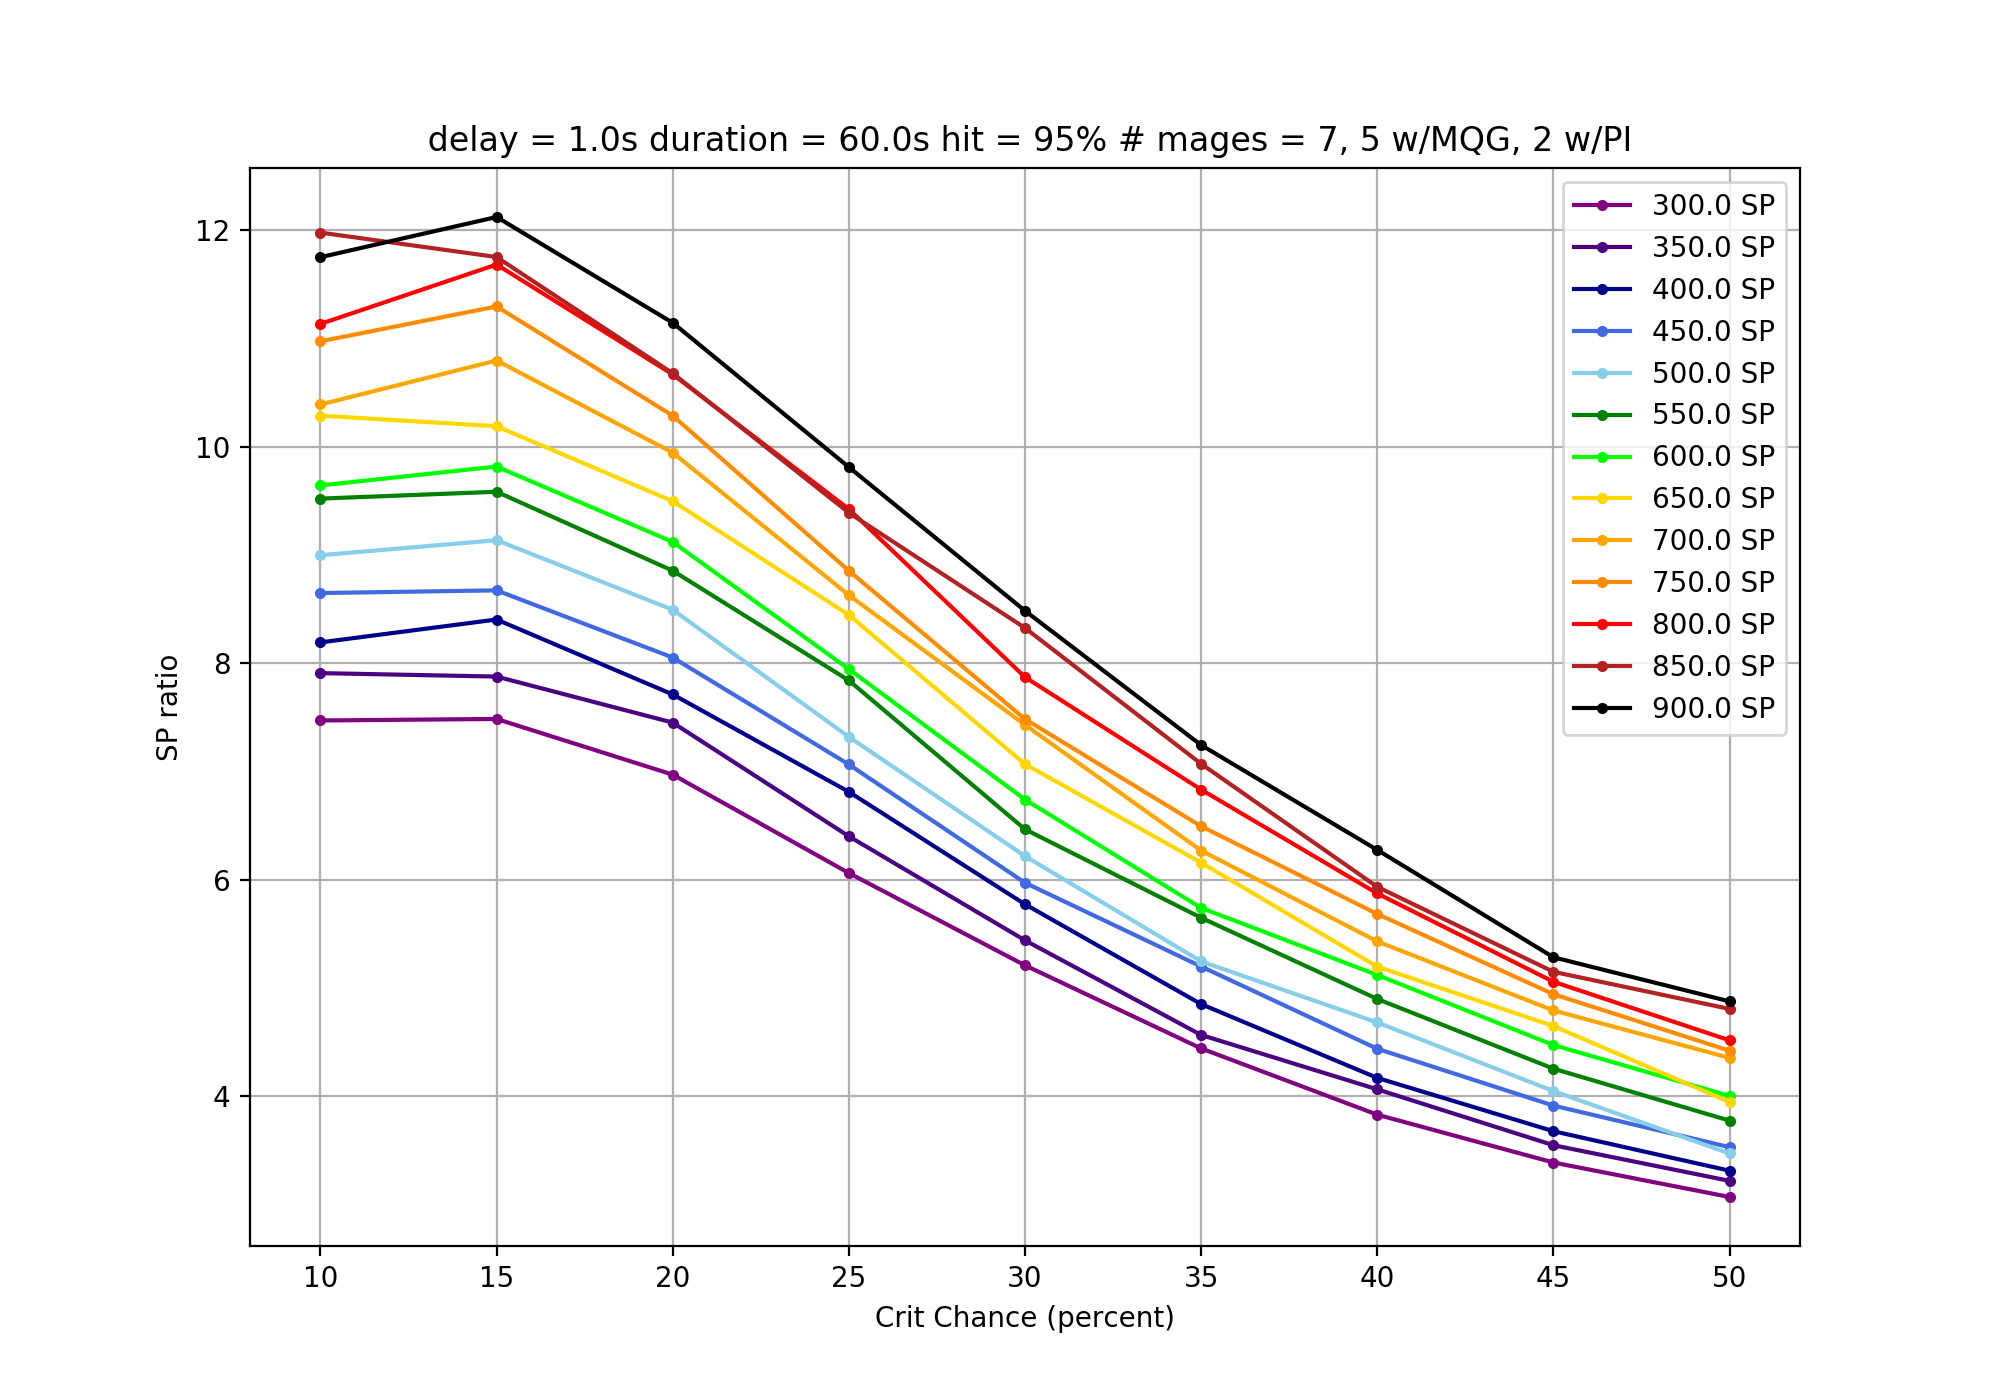 delay = 1.0s duration = 60.0s hit = 95% # mages = 7, 5 w/MQG, 2 w/PI
12
10
8
6
4
SP ratio
300.0 SP
350.0 SP
400.0 SP
450.0 SP
500.0 SP
550.0 SP
600.0 SP
650.0 SP
700.0 SP
750.0 SP
800.0 SP
850.0 SP
900.0 SP
10 15 20 25 30 35 40 45 50
Crit Chance (percent)